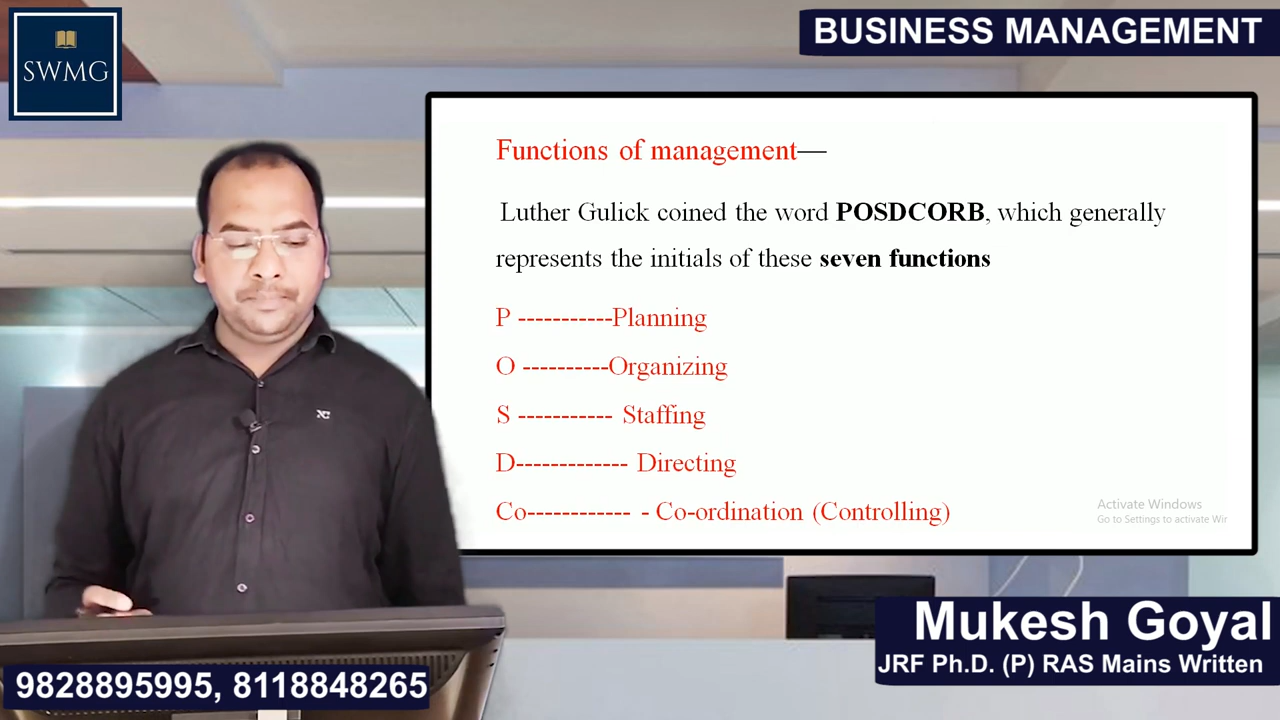 SWMG
BUSINESS MANAGEMENT
Functions of management—
Luther Gulick coined the word POSDCORB, which generally
represents the initials of these seven functions
P -----------Planning
O ----------Organizing
S ----------- Staffing
D------------- Directing
Co------------ - Co-ordination (Controlling)
Activate Windows
Go to Settings to activate Wir
Mukesh Goyal
JRF Ph.D. (P) RAS Mains Written
9828895995, 8118848265